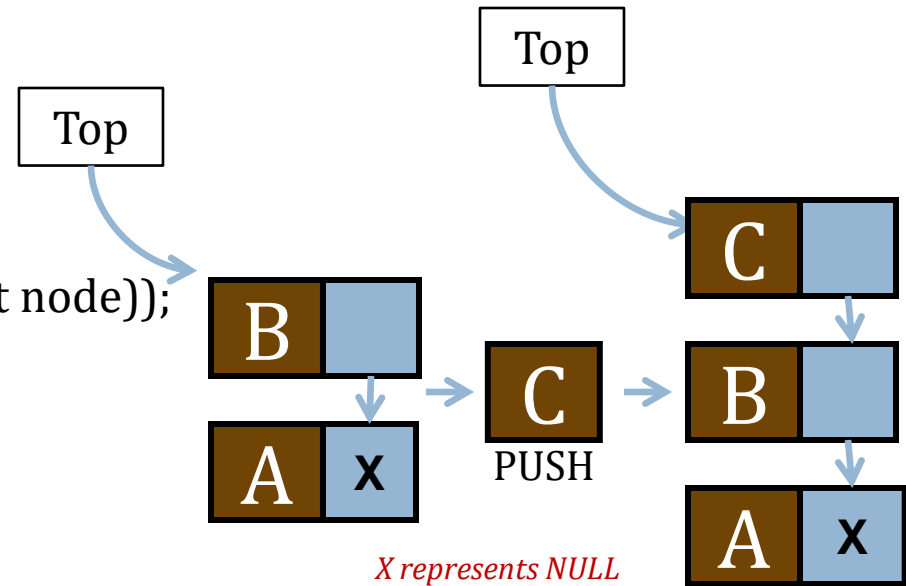 Top
Top
t node));
B
A X
C
PUSH
C
B
A X
X represents NULL